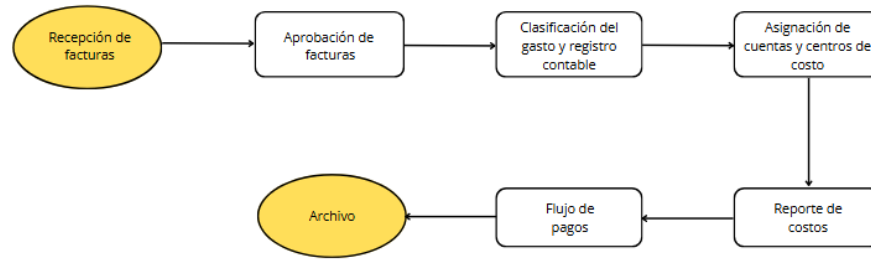 Recepción de
facturas
Aprobación de
facturas
Clasificación del
gasto y registro
contable
Asignación de
cuentas y centros de
costo
Reporte de
costos
Flujo de
pagos
Archivo